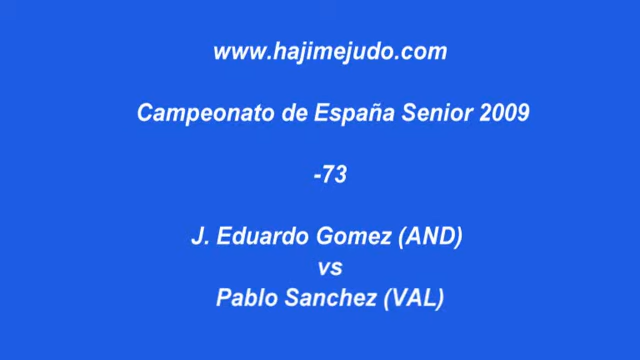 www.hajimejudo.com
Campeonato de España Senior 2009
-73
J. Eduardo Gomez (AND)
vs
Pablo Sanchez (VAL)